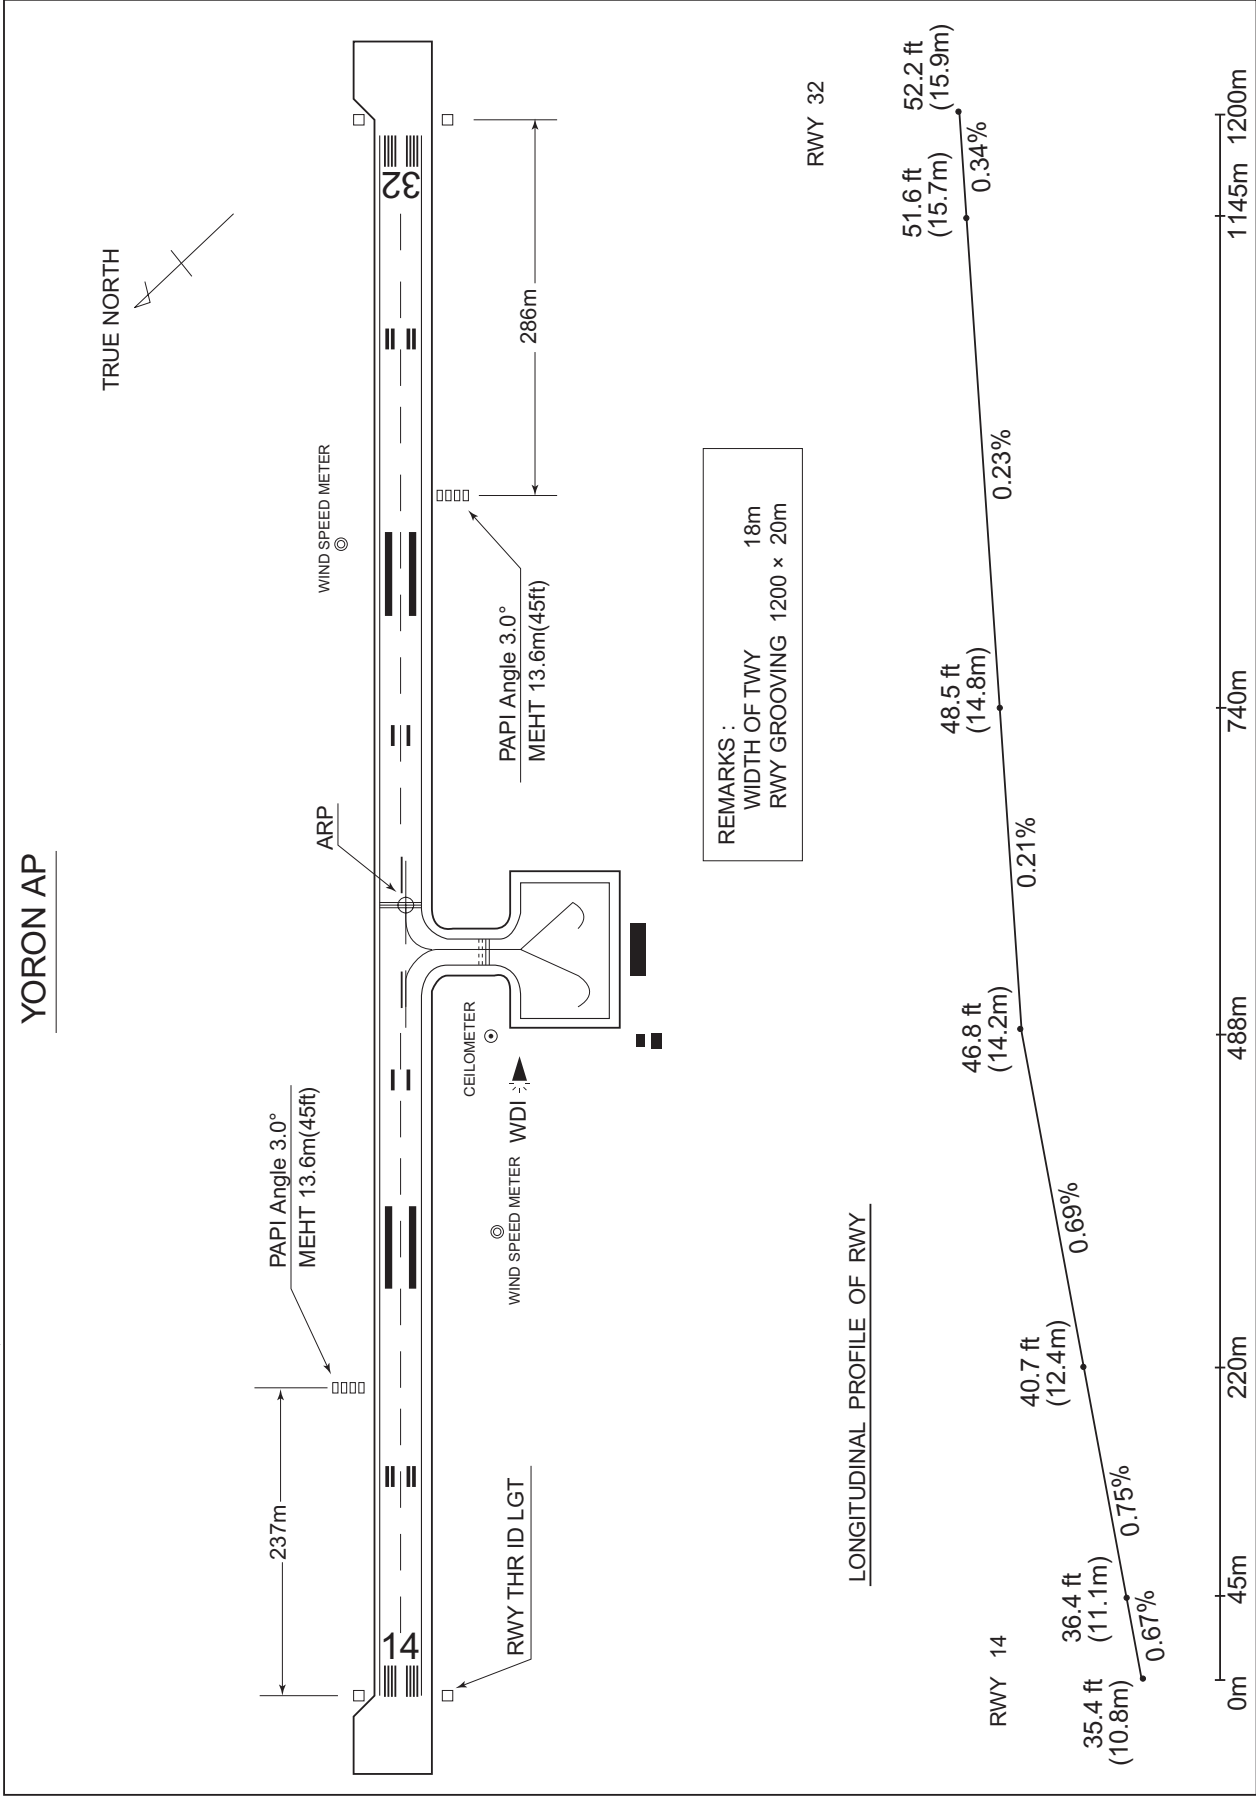 YORON AP
TRUE NORTH
PAPI Angle 3.0°
MEHT 13.6m(45ft)
237m
ARP
WIND SPEED METER
14
32
RWY THR ID LGT
WIND SPEED METER
WDI
CEILOMETER
PAPI Angle 3.0°
MEHT 13.6m(45ft)
286m
REMARKS :
WIDTH OF TWY 18m
RWY GROOVING 1200 × 20m
LONGITUDINAL PROFILE OF RWY
RWY 14
RWY 32
35.4 ft
(10.8m)
36.4 ft
(11.1m)
40.7 ft
(12.4m)
46.8 ft
(14.2m)
48.5 ft
(14.8m)
51.6 ft
(15.7m)
52.2 ft
(15.9m)
0.67%
0.75%
0.69%
0.21%
0.23%
0.34%
0m
45m
220m
488m
740m
1145m
1200m